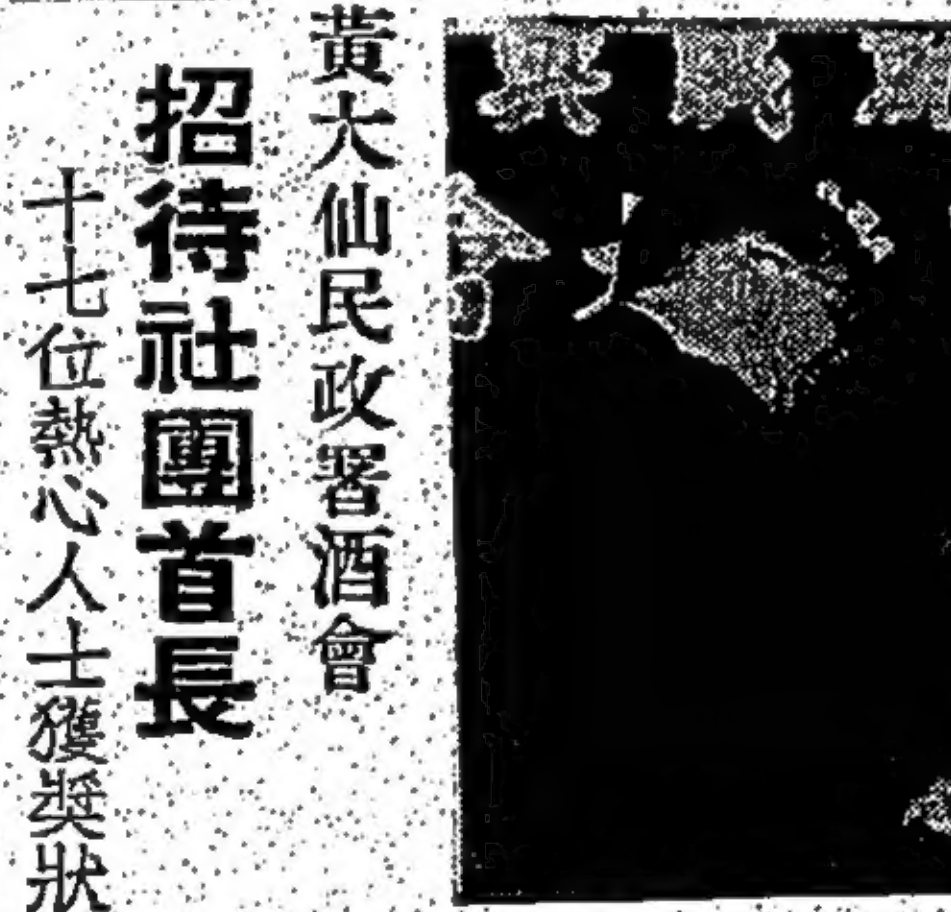 黃大仙民政署酒會
招待社團首長
十七位熱心人士獲獎狀